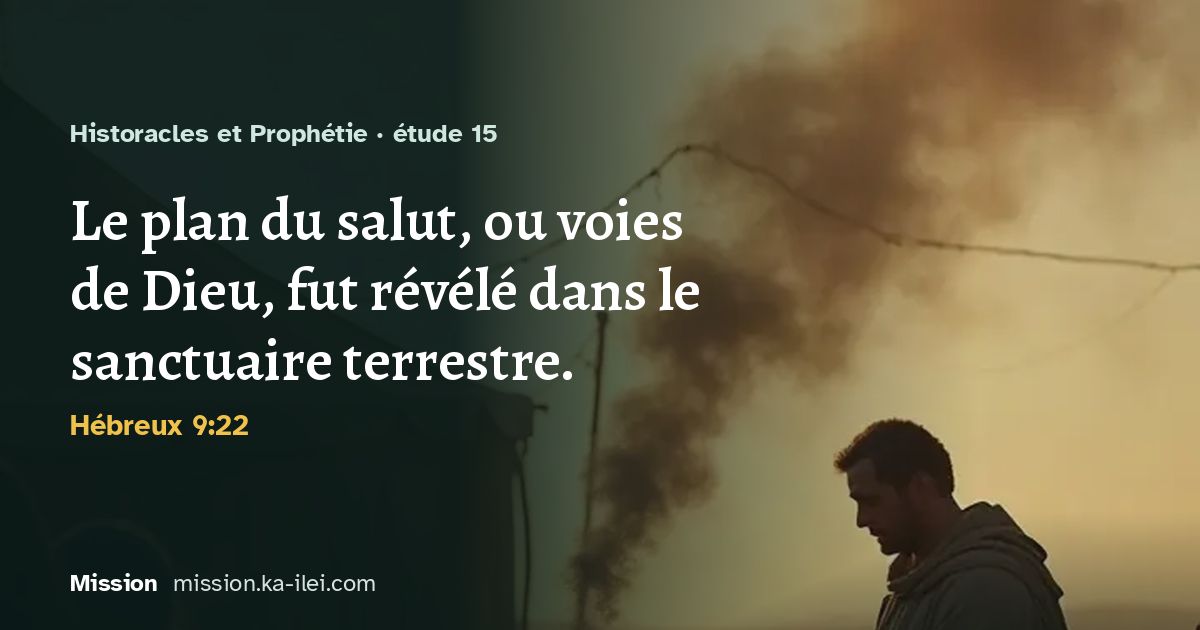 Historacles et Prophétie · étude 15
Le plan du salut, ou voies
de Dieu, fut révélé dans le
sanctuaire terrestre.
Hébreux 9:22
Mission mission.ka-ilei.com